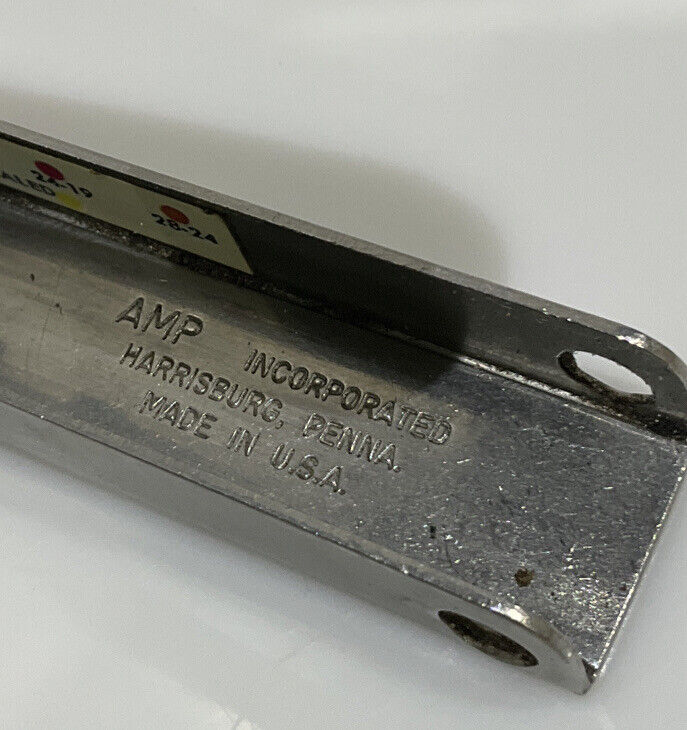 24-19
28-24
AMP INCORPORATED
HARRISBURG, PENNA.
MADE IN U.S.A.